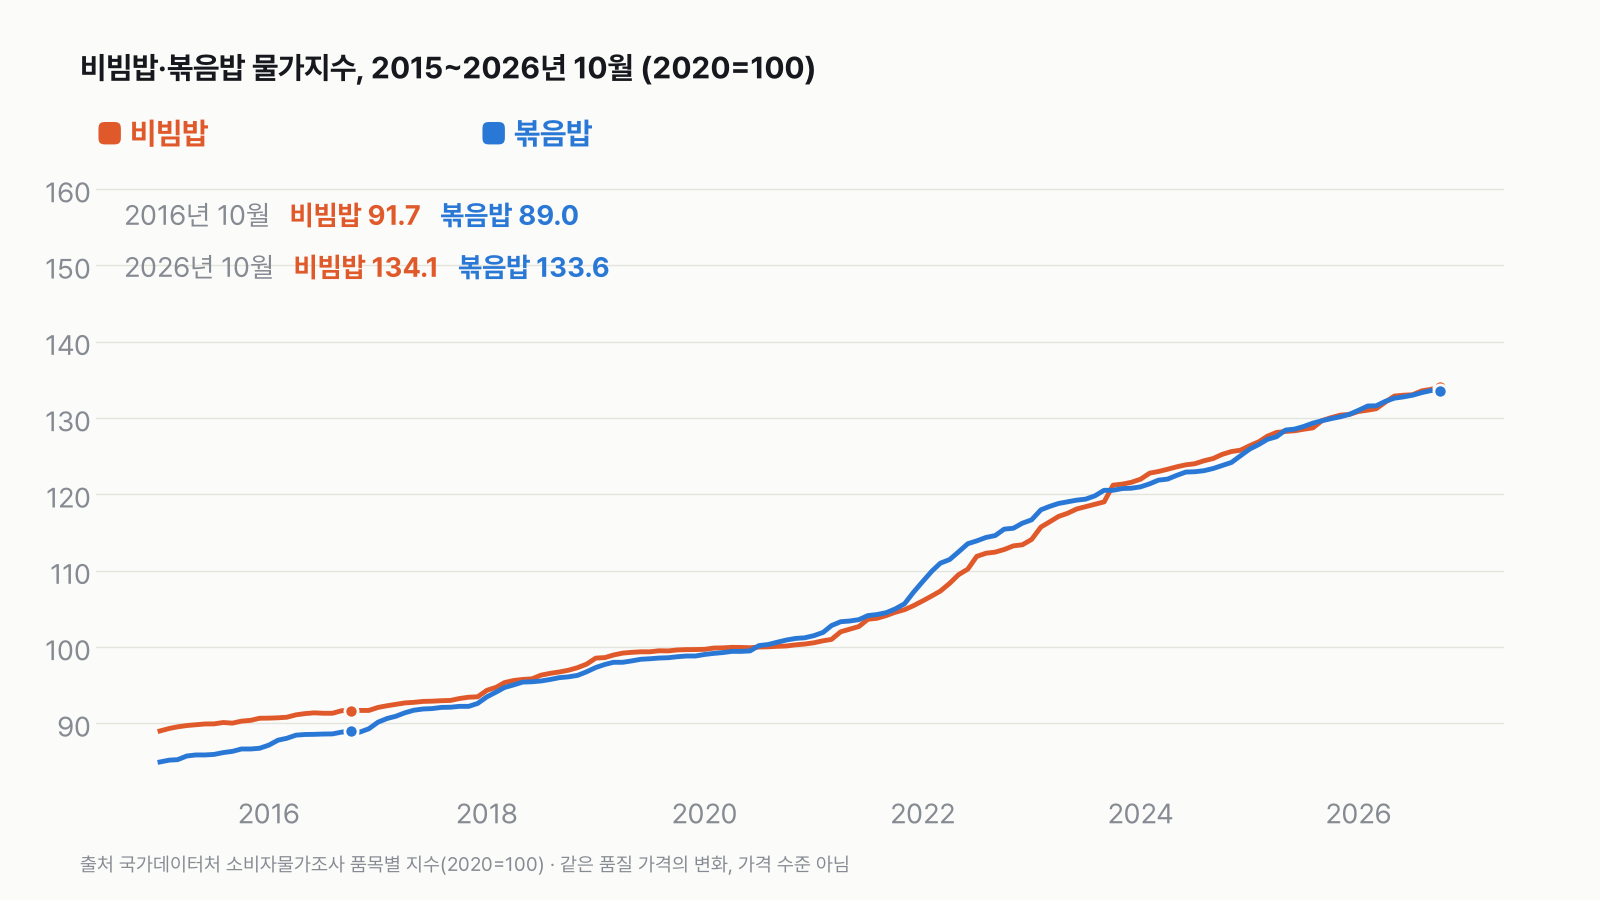 비빔밥·볶음밥 물가지수, 2015~2026년 10월 (2020=100)
비빔밥 볶음밥
160
2016년 10월 비빔밥 91.7 볶음밥 89.0
150 2026년 10월 비빔밥 134.1 볶음밥 133.6
140
130
120
110
100
90
2016 2018 2020 2022 2024 2026
출처 국가데이터처 소비자물가조사 품목별 지수(2020=100) · 같은 품질 가격의 변화, 가격 수준 아님